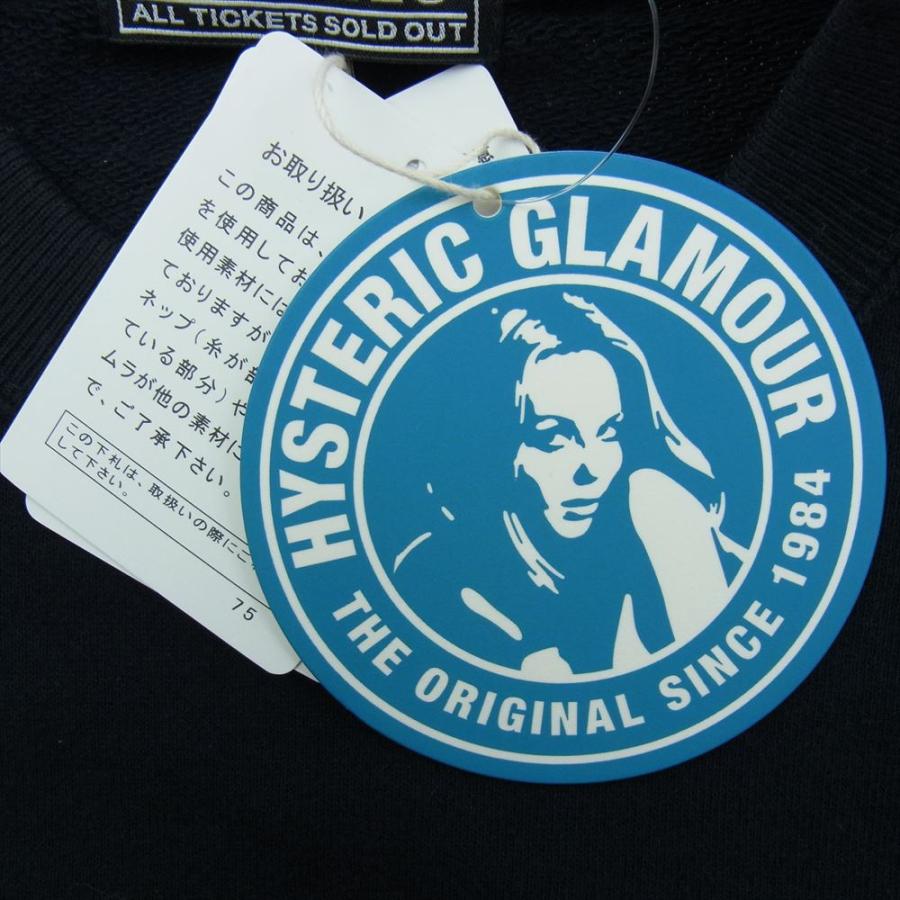 ALL TICKETS SOLD OUT
お取り扱い
この商品は、
を使用してお
使用素材には
ておりますが
ネップ(糸が部
ている部分)や
ムラが他の素材に
で、ご了承下さい。
この下札は、取扱いの際にご
して下さい。
75
HYSTERIC GLAMOUR
THE ORIGINAL SINCE 1984